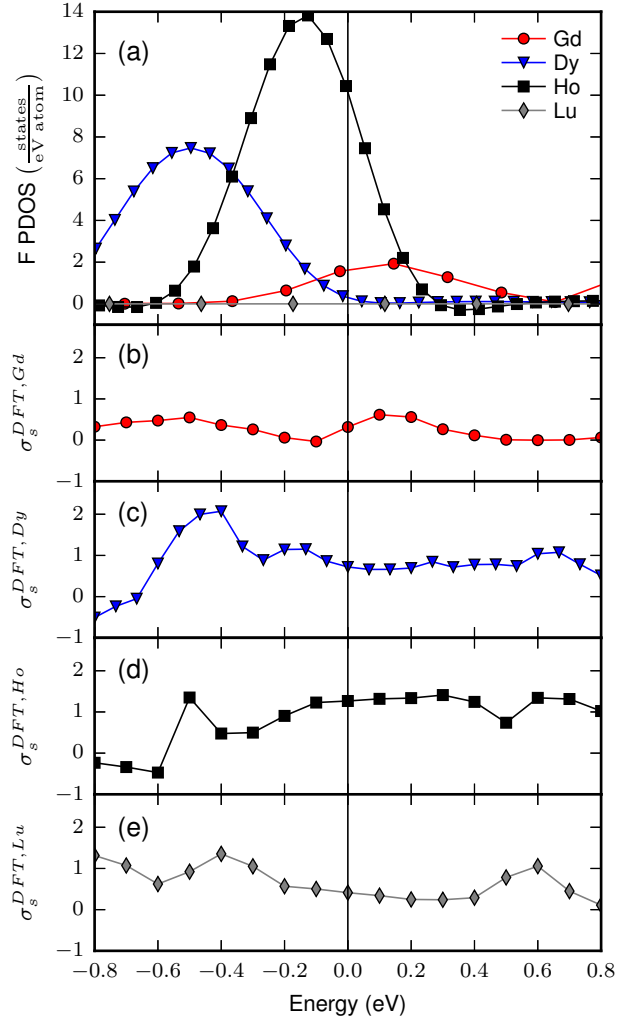 14
12
10
8
6
4
2
0
F PDOS (states/eV atom)
(a)
Gd
Dy
Ho
Lu
2
1
0
−1
σ_s^{DFT,Gd}
(b)
2
1
0
−1
σ_s^{DFT,Dy}
(c)
2
1
0
−1
σ_s^{DFT,Ho}
(d)
2
1
0
−1
σ_s^{DFT,Lu}
(e)
−0.8 −0.6 −0.4 −0.2 0.0 0.2 0.4 0.6 0.8
Energy (eV)